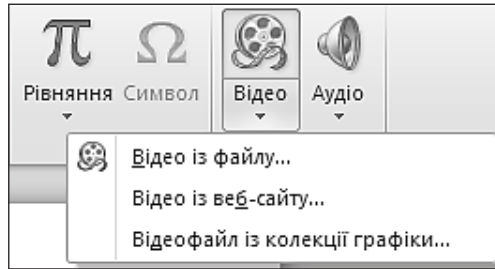 π Ω
Рівняння Символ Відео Аудіо
Відео із файлу...
Відео із веб-сайту...
Відеофайл із колекції графіки...